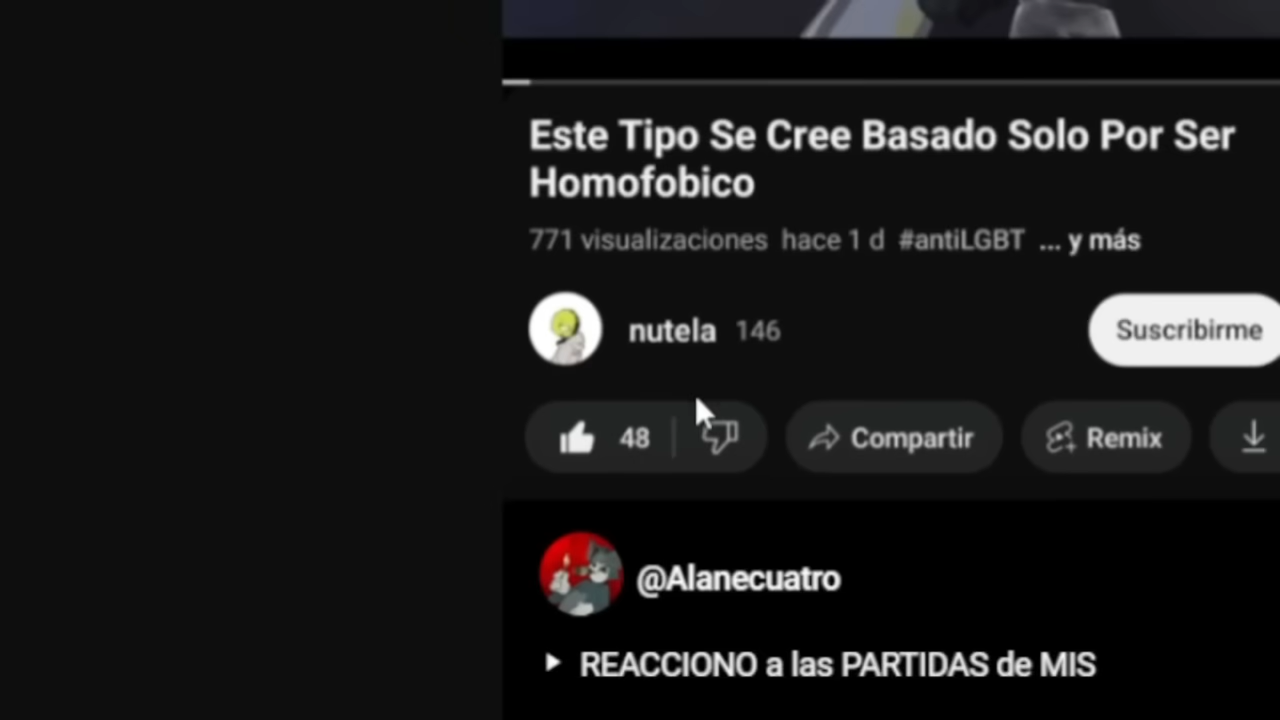 Este Tipo Se Cree Basado Solo Por Ser
Homofobico
771 visualizaciones hace 1 d #antiLGBT ... y más
nutela 146
Suscribirme
48
Compartir
Remix
@Alanecuatro
REACCIONO a las PARTIDAS de MIS